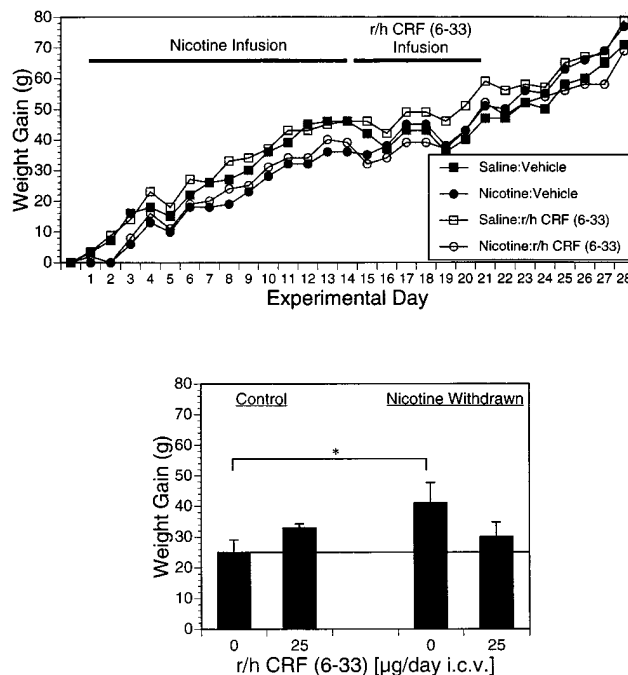 80
70
60
50
40
30
20
10
0
Weight Gain (g)
Nicotine Infusion
r/h CRF (6-33)
Infusion
Saline:Vehicle
Nicotine:Vehicle
Saline:r/h CRF (6-33)
Nicotine:r/h CRF (6-33)
1 2 3 4 5 6 7 8 9 10 11 12 13 14 15 16 17 18 19 20 21 22 23 24 25 26 27 28
Experimental Day
80
70
60
50
40
30
20
10
0
Weight Gain (g)
Control
Nicotine Withdrawn
*
0 25 0 25
r/h CRF (6-33) [µg/day i.c.v.]